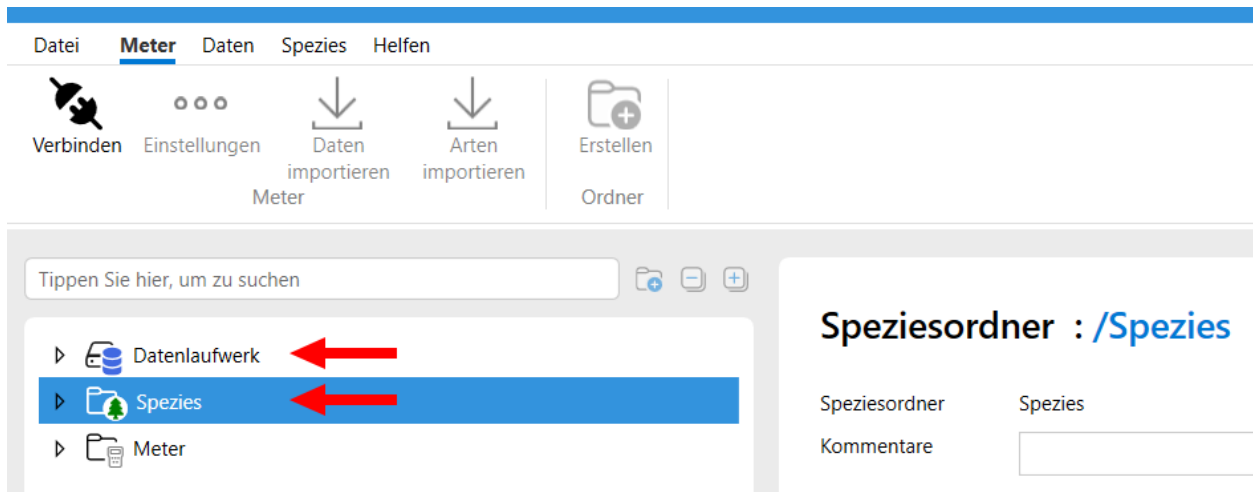 Datei Meter Daten Spezies Helfen
Verbinden Einstellungen Daten importieren Arten importieren Erstellen
Meter Ordner
Tippen Sie hier, um zu suchen
Datenlaufwerk
Spezies
Meter
Speziesordner : /Spezies
Speziesordner Spezies
Kommentare